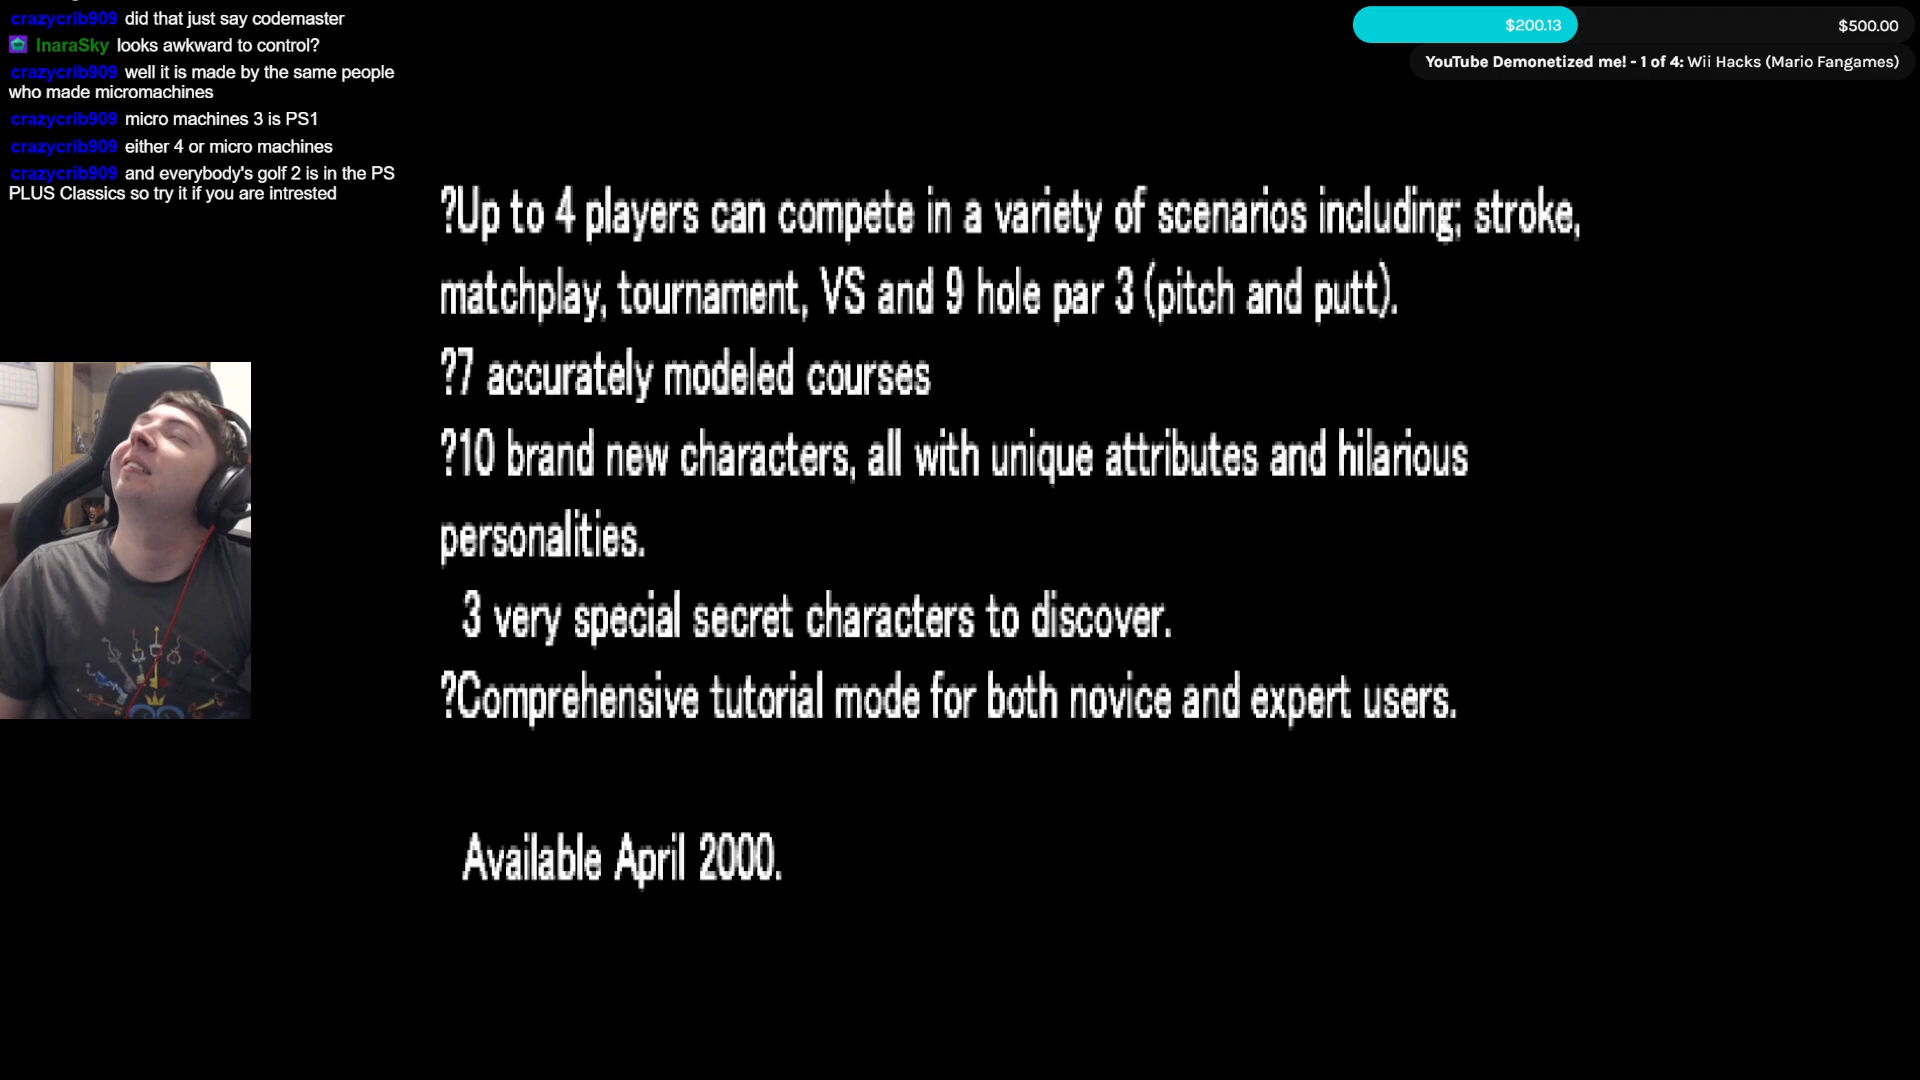 crazycrib909 did that just say codemaster
InaraSky looks awkward to control?
crazycrib909 well it is made by the same people
who made micromachines
crazycrib909 micro machines 3 is PS1
crazycrib909 either 4 or micro machines
crazycrib909 and everybody's golf 2 is in the PS
PLUS Classics so try it if you are intrested
$200.13
$500.00
YouTube Demonetized me! - 1 of 4: Wii Hacks (Mario Fangames)
?Up to 4 players can compete in a variety of scenarios including; stroke,
matchplay, tournament, VS and 9 hole par 3 (pitch and putt).
?7 accurately modeled courses
?10 brand new characters, all with unique attributes and hilarious
personalities.
3 very special secret characters to discover.
?Comprehensive tutorial mode for both novice and expert users.
Available April 2000.